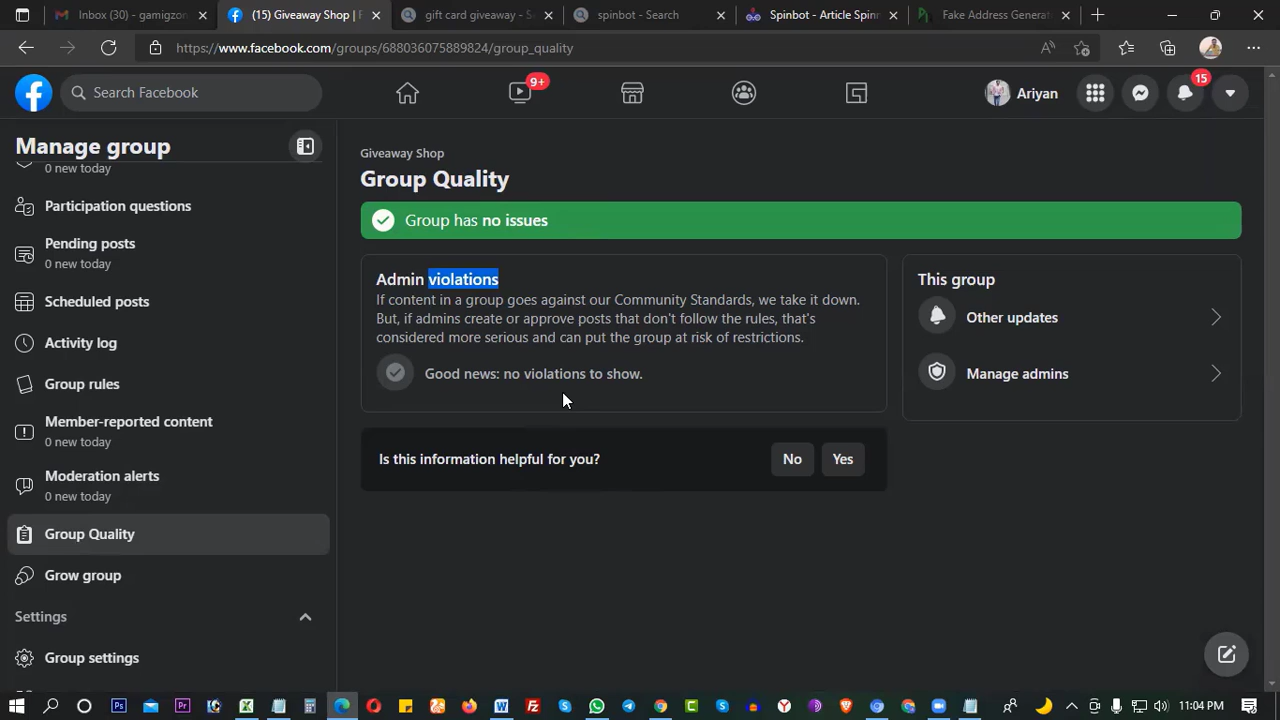 Inbox (30) - gamigzon
(15) Giveaway Shop | F
gift card giveaway - Se
spinbot - Search
Spinbot - Article Spinn
Fake Address Generat
https://www.facebook.com/groups/688036075889824/group_quality
Search Facebook
9+
Ariyan
15
Manage group
0 new today
Participation questions
Pending posts
0 new today
Scheduled posts
Activity log
Group rules
Member-reported content
0 new today
Moderation alerts
0 new today
Group Quality
Grow group
Settings
Group settings
Giveaway Shop
Group Quality
Group has no issues
Admin violations
If content in a group goes against our Community Standards, we take it down.
But, if admins create or approve posts that don't follow the rules, that's
considered more serious and can put the group at risk of restrictions.
Good news: no violations to show.
Is this information helpful for you?
No
Yes
This group
Other updates
Manage admins
11:04 PM